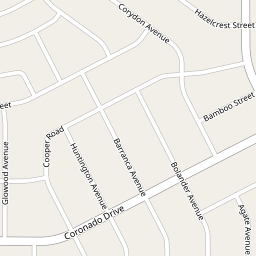 Corydon Avenue
Hazelcrest Street
eet
Bamboo Street
Cooper Road
Glowood Avenue
Huntington Avenue
Barranca Avenue
Bolander Avenue
Coronado Drive
Agate Avenue